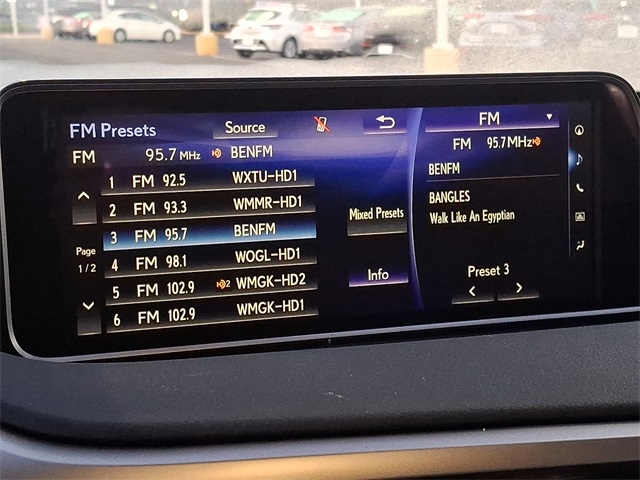 FM Presets
Source
FM 95.7 MHz BENFM
1 FM 92.5 WXTU-HD1
2 FM 93.3 WMMR-HD1
3 FM 95.7 BENFM
4 FM 98.1 WOGL-HD1
5 FM 102.9 2 WMGK-HD2
6 FM 102.9 WMGK-HD1
Page
1/2
Mixed Presets
Info
FM
FM 95.7MHz
BENFM
BANGLES
Walk Like An Egyptian
Preset 3